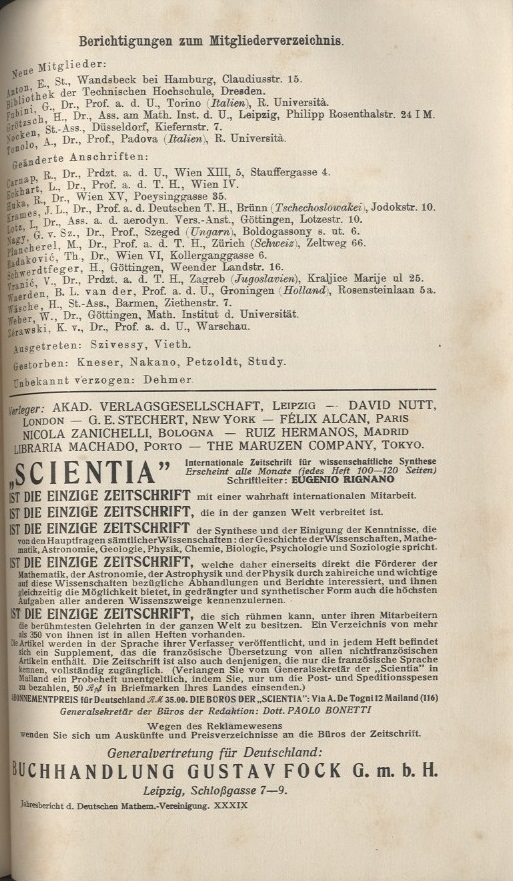 Berichtigungen zum Mitgliederverzeichnis.
Neue Mitglieder:
Anton, E., St., Wandsbeck bei Hamburg, Claudiusstr. 15.
Bibliothek der Technischen Hochschule, Dresden.
Fubini, G., Dr., Prof. a. d. U., Torino (Italien), R. Università.
Grötzsch, H., Dr., Ass. am Math. Inst. d. U., Leipzig, Philipp Rosenthalstr. 24 I M.
Nocken, St.-Ass., Düsseldorf, Kiefernstr. 7.
Tonolo, A., Dr., Prof., Padova (Italien), R. Università.
Geänderte Anschriften:
Carnap, R., Dr., Prdzt. a. d. U., Wien XIII, 5, Stauffergasse 4.
Eckhart, L., Dr., Prof. a. d. T. H., Wien IV.
Huka, R., Dr., Wien XV, Poeysinggasse 35.
Krames, J. L., Dr., Prof. a. d. Deutschen T. H., Brünn (Tschechoslowakei), Jodokstr. 10.
Lotz, I., Dr., Ass. a. d. aerodyn. Vers.-Anst., Göttingen, Lotzestr. 10.
Nagy, G. v. Sz., Dr., Prof., Szeged (Ungarn), Boldogassony s. ut. 6.
Plancherel, M., Dr., Prof. a. d. T. H., Zürich (Schweiz), Zeltweg 66.
Radaković, Th., Dr., Wien VI, Kollerganggasse 6.
Schwerdtfeger, H., Göttingen, Weender Landstr. 16.
Vranić, V., Dr., Prdzt. a. d. T. H., Zagreb (Jugoslavien), Kraljice Marije ul 25.
Waerden, B. L. van der, Prof. a. d. U., Groningen (Holland), Rosensteinlaan 5a.
Wäsche, H., St.-Ass., Barmen, Ziethenstr. 7.
Weber, W., Dr., Göttingen, Math. Institut d. Universität.
Żorawski, K. v., Dr., Prof. a. d. U., Warschau.
Ausgetreten: Szivessy, Vieth.
Gestorben: Kneser, Nakano, Petzoldt, Study.
Unbekannt verzogen: Dehmer.
Verleger: AKAD. VERLAGSGESELLSCHAFT, LEIPZIG — DAVID NUTT,
LONDON — G. E. STECHERT, NEW YORK — FÉLIX ALCAN, PARIS
NICOLA ZANICHELLI, BOLOGNA — RUIZ HERMANOS, MADRID
LIBRARIA MACHADO, PORTO — THE MARUZEN COMPANY, TOKYO.
„SCIENTIA”
Internationale Zeitschrift für wissenschaftliche Synthese
Erscheint alle Monate (jedes Heft 100—120 Seiten)
Schriftleiter: EUGENIO RIGNANO
IST DIE EINZIGE ZEITSCHRIFT mit einer wahrhaft internationalen Mitarbeit.
IST DIE EINZIGE ZEITSCHRIFT, die in der ganzen Welt verbreitet ist.
IST DIE EINZIGE ZEITSCHRIFT der Synthese und der Einigung der Kenntnisse, die
von den Hauptfragen sämtlicher Wissenschaften: der Geschichte der Wissenschaften, Mathe-
matik, Astronomie, Geologie, Physik, Chemie, Biologie, Psychologie und Soziologie spricht.
IST DIE EINZIGE ZEITSCHRIFT, welche daher einerseits direkt die Förderer der
Mathematik, der Astronomie, der Astrophysik und der Physik durch zahlreiche und wichtige
auf diese Wissenschaften bezügliche Abhandlungen und Berichte interessiert, und ihnen
gleichzeitig die Möglichkeit bietet, in gedrängter und synthetischer Form auch die höchsten
Aufgaben aller anderen Wissenszweige kennenzulernen.
IST DIE EINZIGE ZEITSCHRIFT, die sich rühmen kann, unter ihren Mitarbeitern
die berühmtesten Gelehrten in der ganzen Welt zu besitzen. Ein Verzeichnis von mehr
als 350 von ihnen ist in allen Heften vorhanden.
Die Artikel werden in der Sprache ihrer Verfasser veröffentlicht, und in jedem Heft befindet
sich ein Supplement, das die französische Übersetzung von allen nichtfranzösischen
Artikeln enthält. Die Zeitschrift ist also auch denjenigen, die nur die französische Sprache
kennen, vollständig zugänglich. (Verlangen Sie vom Generalsekretär der „Scientia" in
Mailand ein Probeheft unentgeltlich, indem Sie, nur um die Post- und Speditionsspesen
zu bezahlen, 50 Rpf in Briefmarken Ihres Landes einsenden.)
ABONNEMENTPREIS für Deutschland RM 35.00. DIE BÜROS DER „SCIENTIA": Via A. De Togni 12 Mailand (116)
Generalsekretär der Büros der Redaktion: Dott. PAOLO BONETTI
Wegen des Reklamewesens
wenden Sie sich um Auskünfte und Preisverzeichnisse an die Büros der Zeitschrift.
Generalvertretung für Deutschland:
BUCHHANDLUNG GUSTAV FOCK G. m. b. H.
Leipzig, Schloßgasse 7—9.
Jahresbericht d. Deutschen Mathem.-Vereinigung. XXXIX